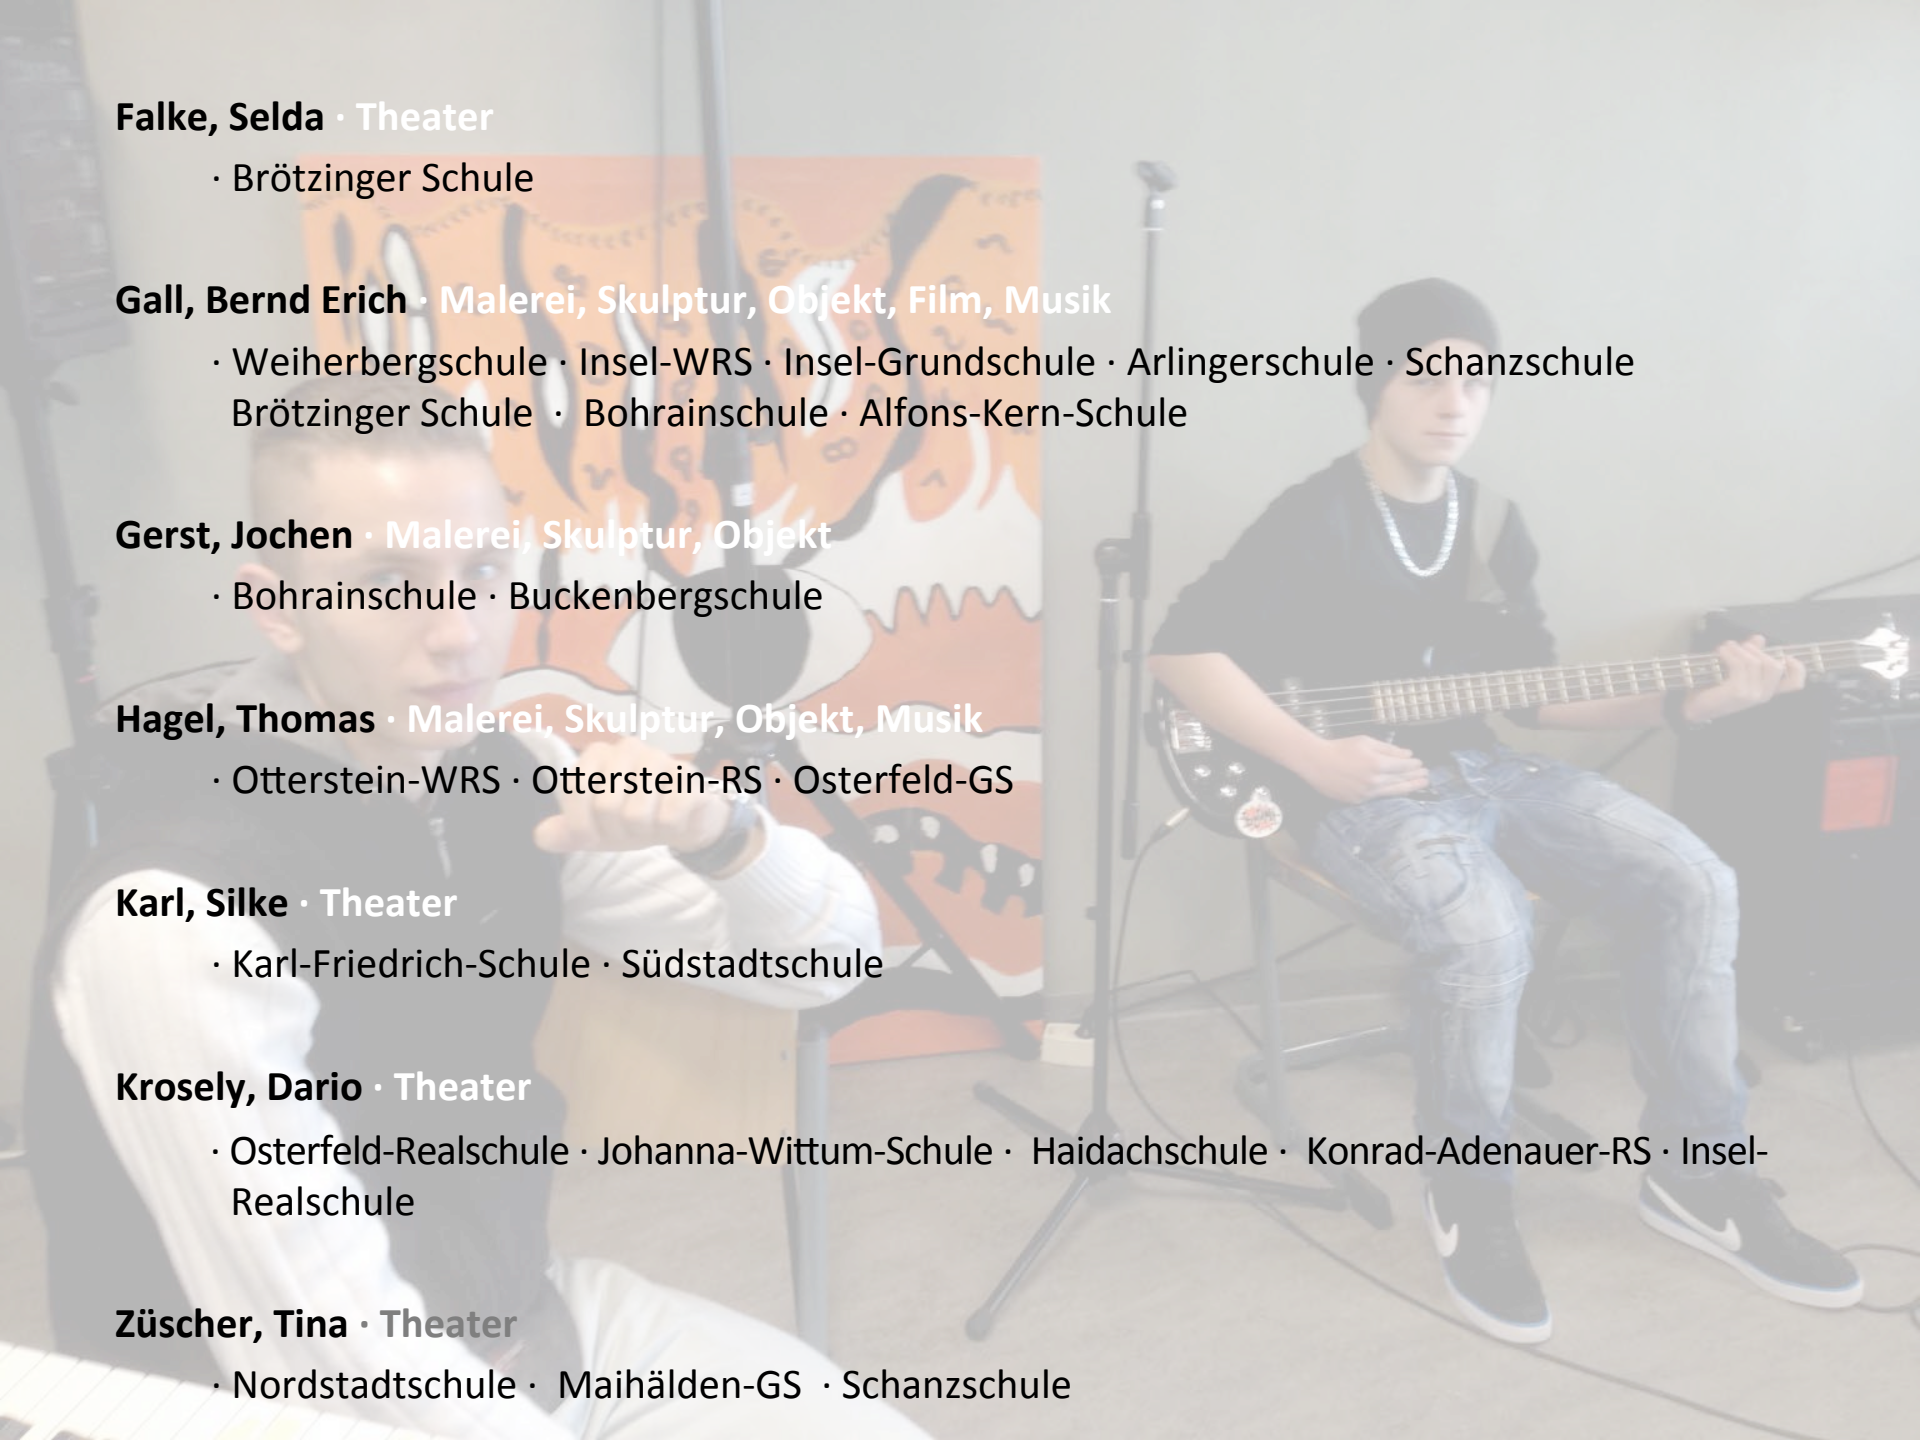 Falke, Selda · Theater
· Brötzinger Schule
Gall, Bernd Erich · Malerei, Skulptur, Objekt, Film, Musik
· Weiherbergschule · Insel-WRS · Insel-Grundschule · Arlingerschule · Schanzschule
Brötzinger Schule · Bohrainschule · Alfons-Kern-Schule
Gerst, Jochen · Malerei, Skulptur, Objekt
· Bohrainschule · Buckenbergschule
Hagel, Thomas · Malerei, Skulptur, Objekt, Musik
· Otterstein-WRS · Otterstein-RS · Osterfeld-GS
Karl, Silke · Theater
· Karl-Friedrich-Schule · Südstadtschule
Krosely, Dario · Theater
· Osterfeld-Realschule · Johanna-Wittum-Schule · Haidachschule · Konrad-Adenauer-RS · Insel-
Realschule
Züscher, Tina · Theater
· Nordstadtschule · Maihälden-GS · Schanzschule